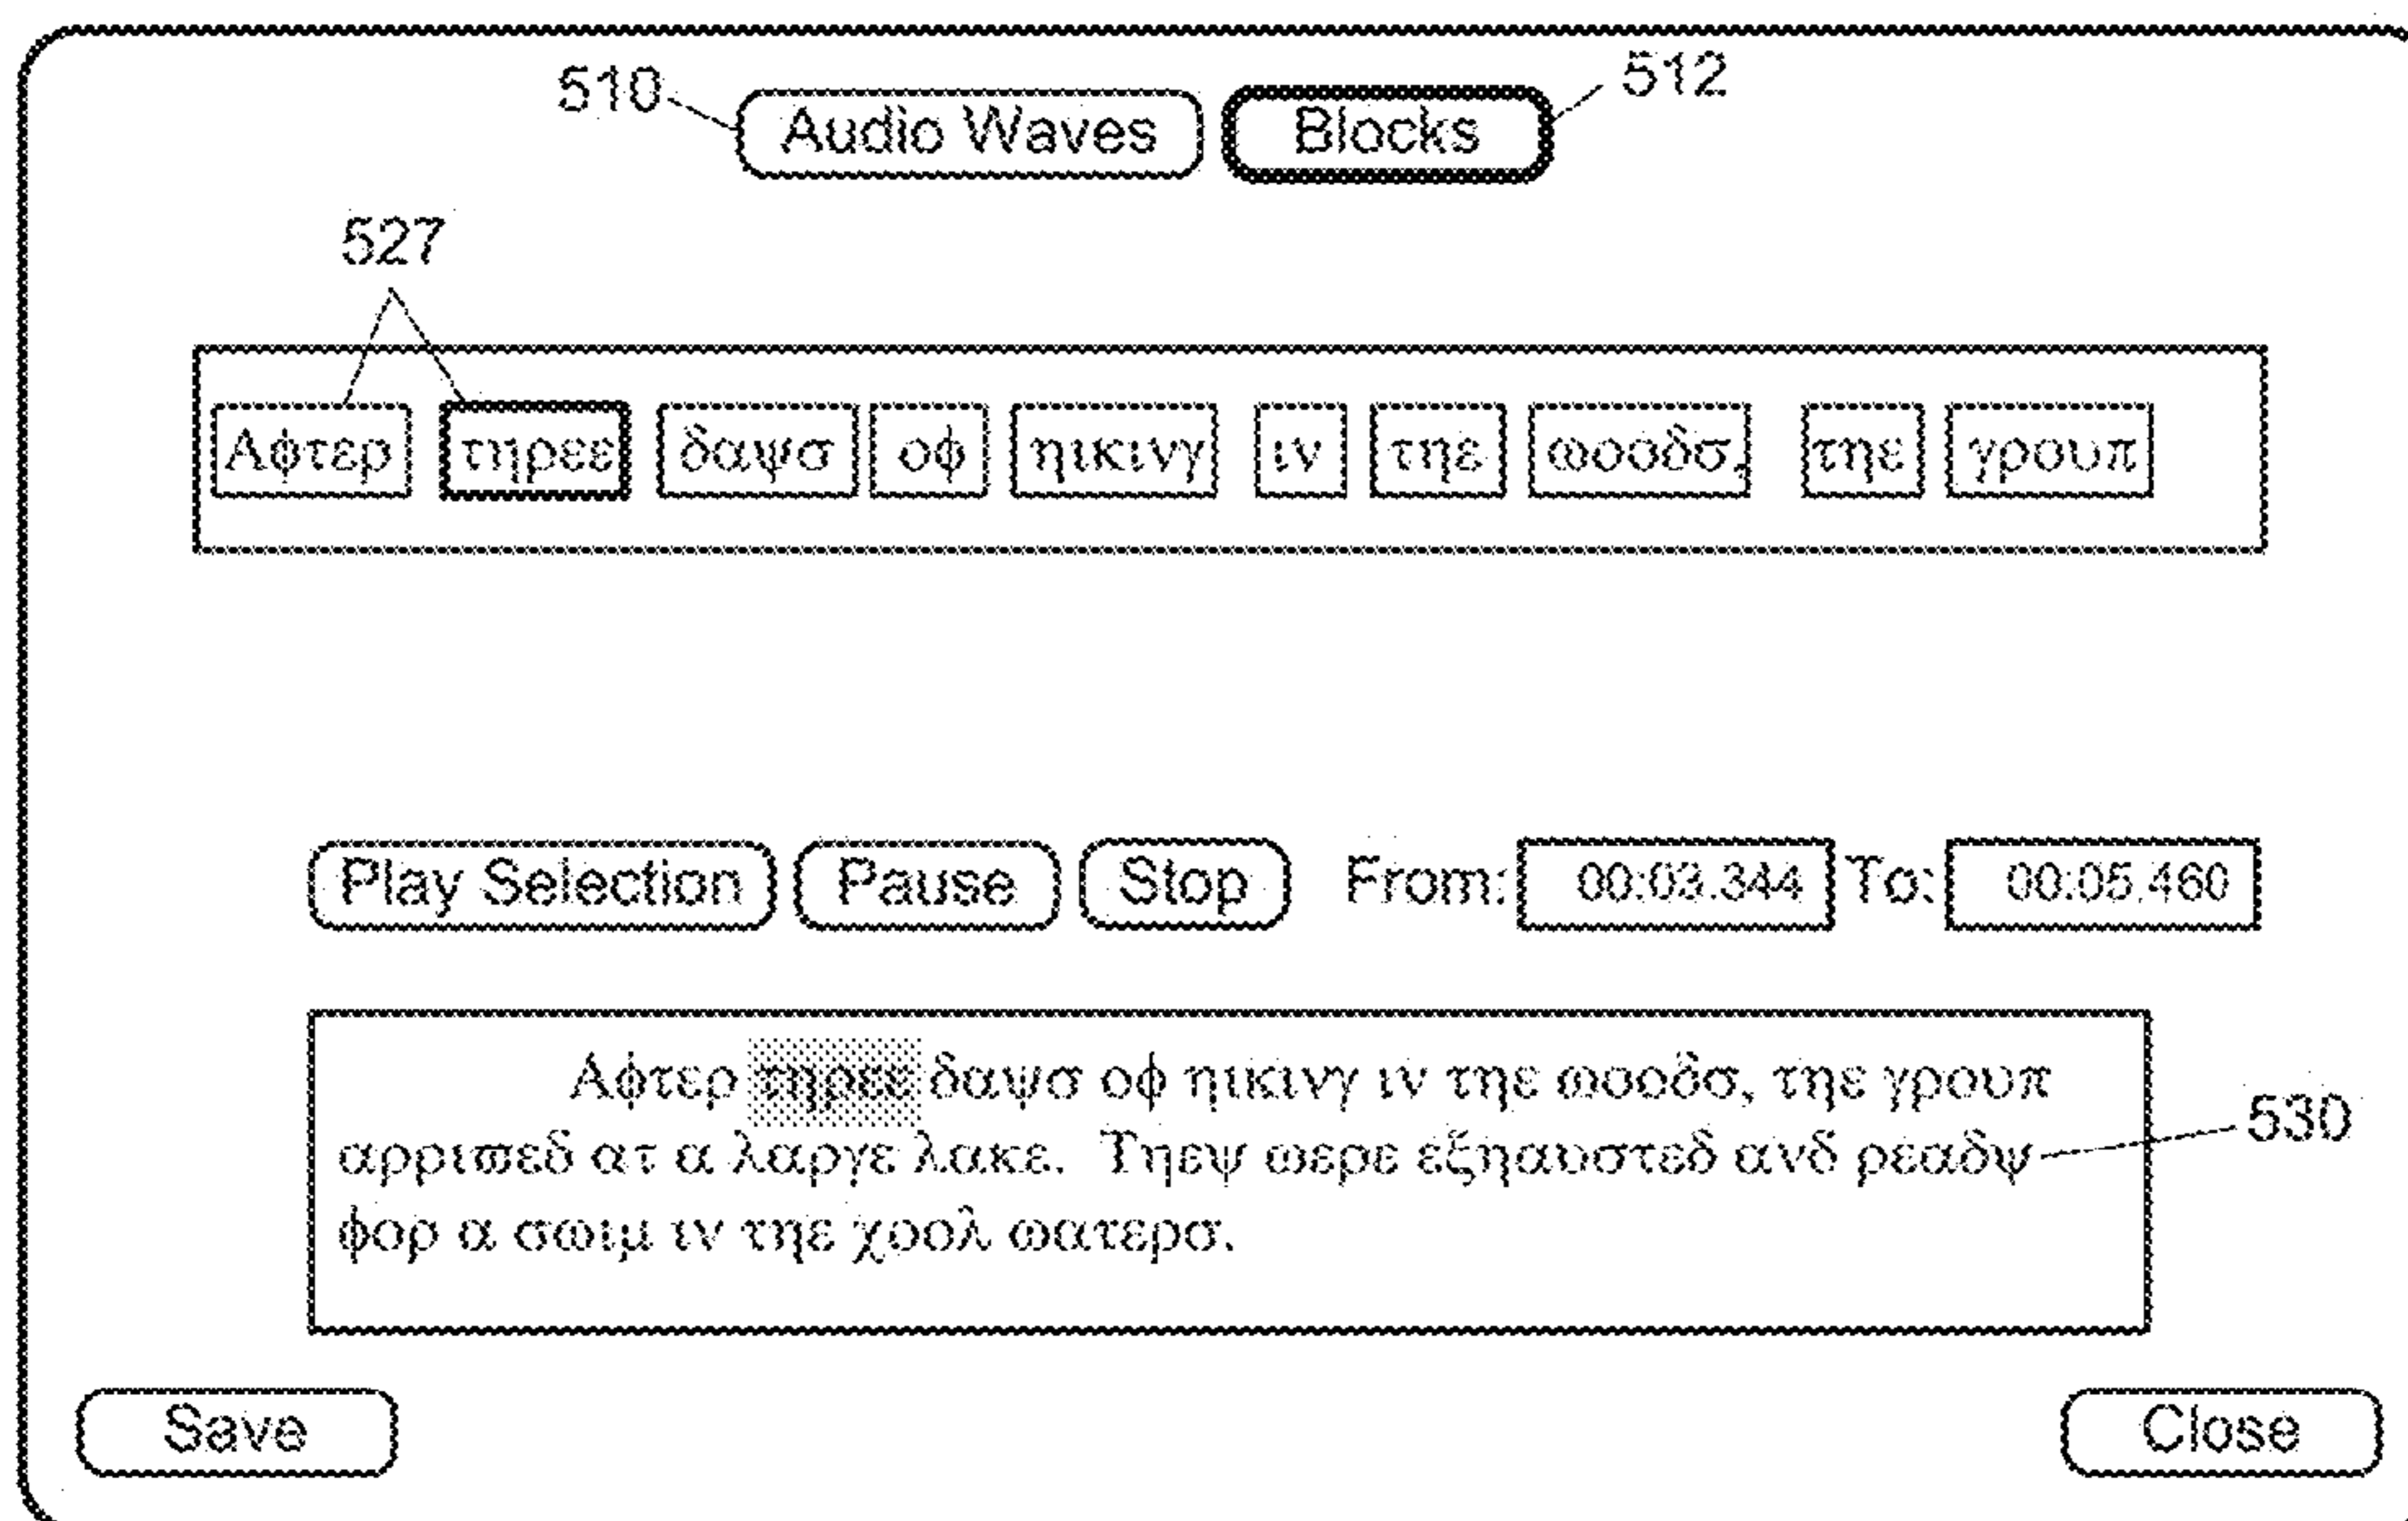 510 Audio Waves Blocks 512
527
Αφτερ τηρεε δαψσ οφ ηικινγ ιν τηε ωοοδσ, τηε γρουπ
Play Selection Pause Stop From: 00:03.344 To: 00:05.460
Αφτερ τηρεε δαψσ οφ ηικινγ ιν τηε ωοοδσ, τηε γρουπ
αρριϖεδ ατ α λαργε λακε. Τηεψ ωερε εξηαυστεδ ανδ ρεαδψ
530
φορ α σωιμ ιν τηε χοολ ωατερσ.
Save Close